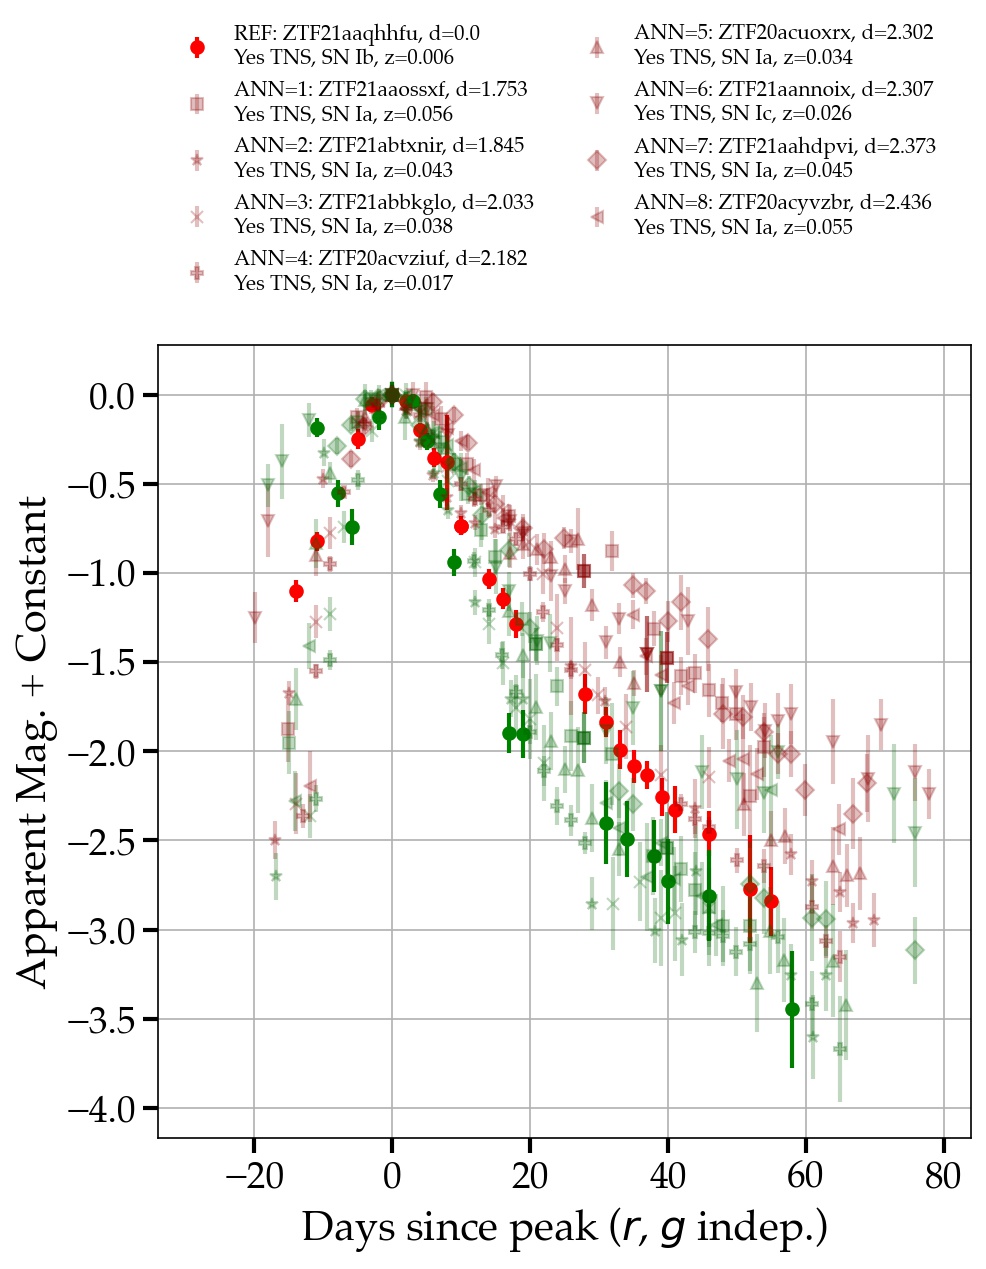 REF: ZTF21aaqhhfu, d=0.0
Yes TNS, SN Ib, z=0.006
ANN=1: ZTF21aaossxf, d=1.753
Yes TNS, SN Ia, z=0.056
ANN=2: ZTF21abtxnir, d=1.845
Yes TNS, SN Ia, z=0.043
ANN=3: ZTF21abbkglo, d=2.033
Yes TNS, SN Ia, z=0.038
ANN=4: ZTF20acvziuf, d=2.182
Yes TNS, SN Ia, z=0.017
ANN=5: ZTF20acuoxrx, d=2.302
Yes TNS, SN Ia, z=0.034
ANN=6: ZTF21aannoix, d=2.307
Yes TNS, SN Ic, z=0.026
ANN=7: ZTF21aahdpvi, d=2.373
Yes TNS, SN Ia, z=0.045
ANN=8: ZTF20acyvzbr, d=2.436
Yes TNS, SN Ia, z=0.055
Apparent Mag. + Constant
0.0
−0.5
−1.0
−1.5
−2.0
−2.5
−3.0
−3.5
−4.0
−20 0 20 40 60 80
Days since peak (r, g indep.)